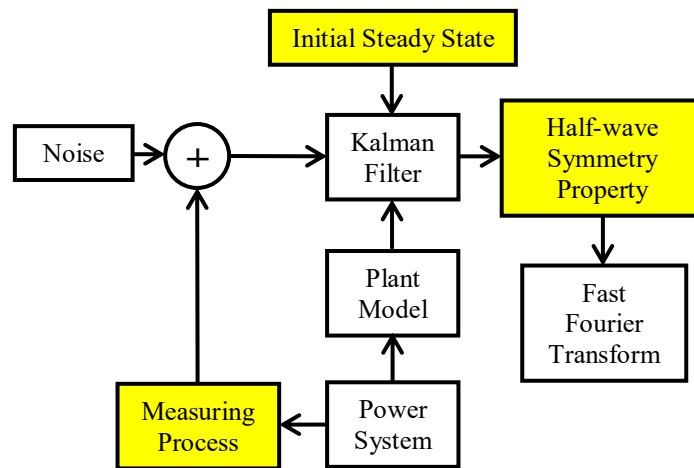 Initial Steady State
Noise
+
Kalman
Filter
Half-wave
Symmetry
Property
Plant
Model
Fast
Fourier
Transform
Measuring
Process
Power
System